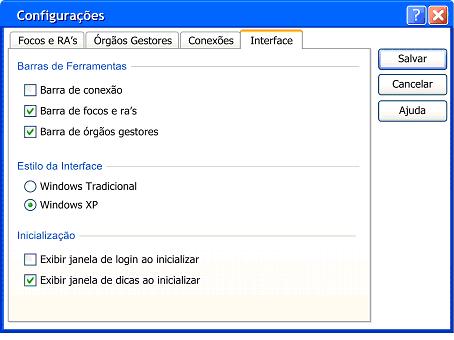 Configurações
Focos e RA's Órgãos Gestores Conexões Interface
Salvar
Cancelar
Ajuda
Barras de Ferramentas
Barra de conexão
Barra de focos e ra's
Barra de órgãos gestores
Estilo da Interface
Windows Tradicional
Windows XP
Inicialização
Exibir janela de login ao inicializar
Exibir janela de dicas ao inicializar